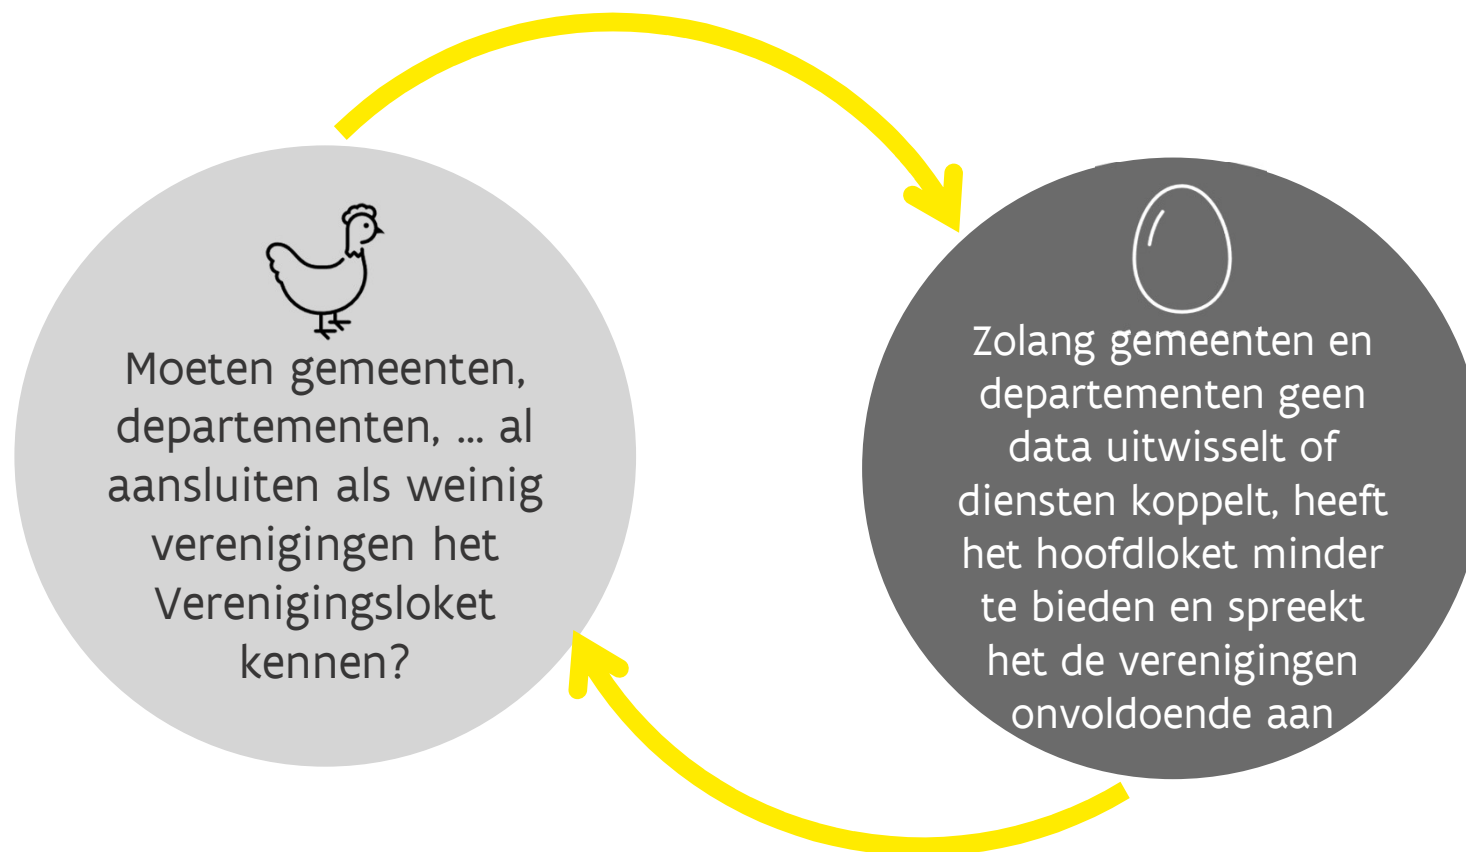 Moeten gemeenten,
departementen, ... al
aansluiten als weinig
verenigingen het
Verenigingsloket
kennen?
Zolang gemeenten en
departementen geen
data uitwisselt of
diensten koppelt, heeft
het hoofdloket minder
te bieden en spreekt
het de verenigingen
onvoldoende aan